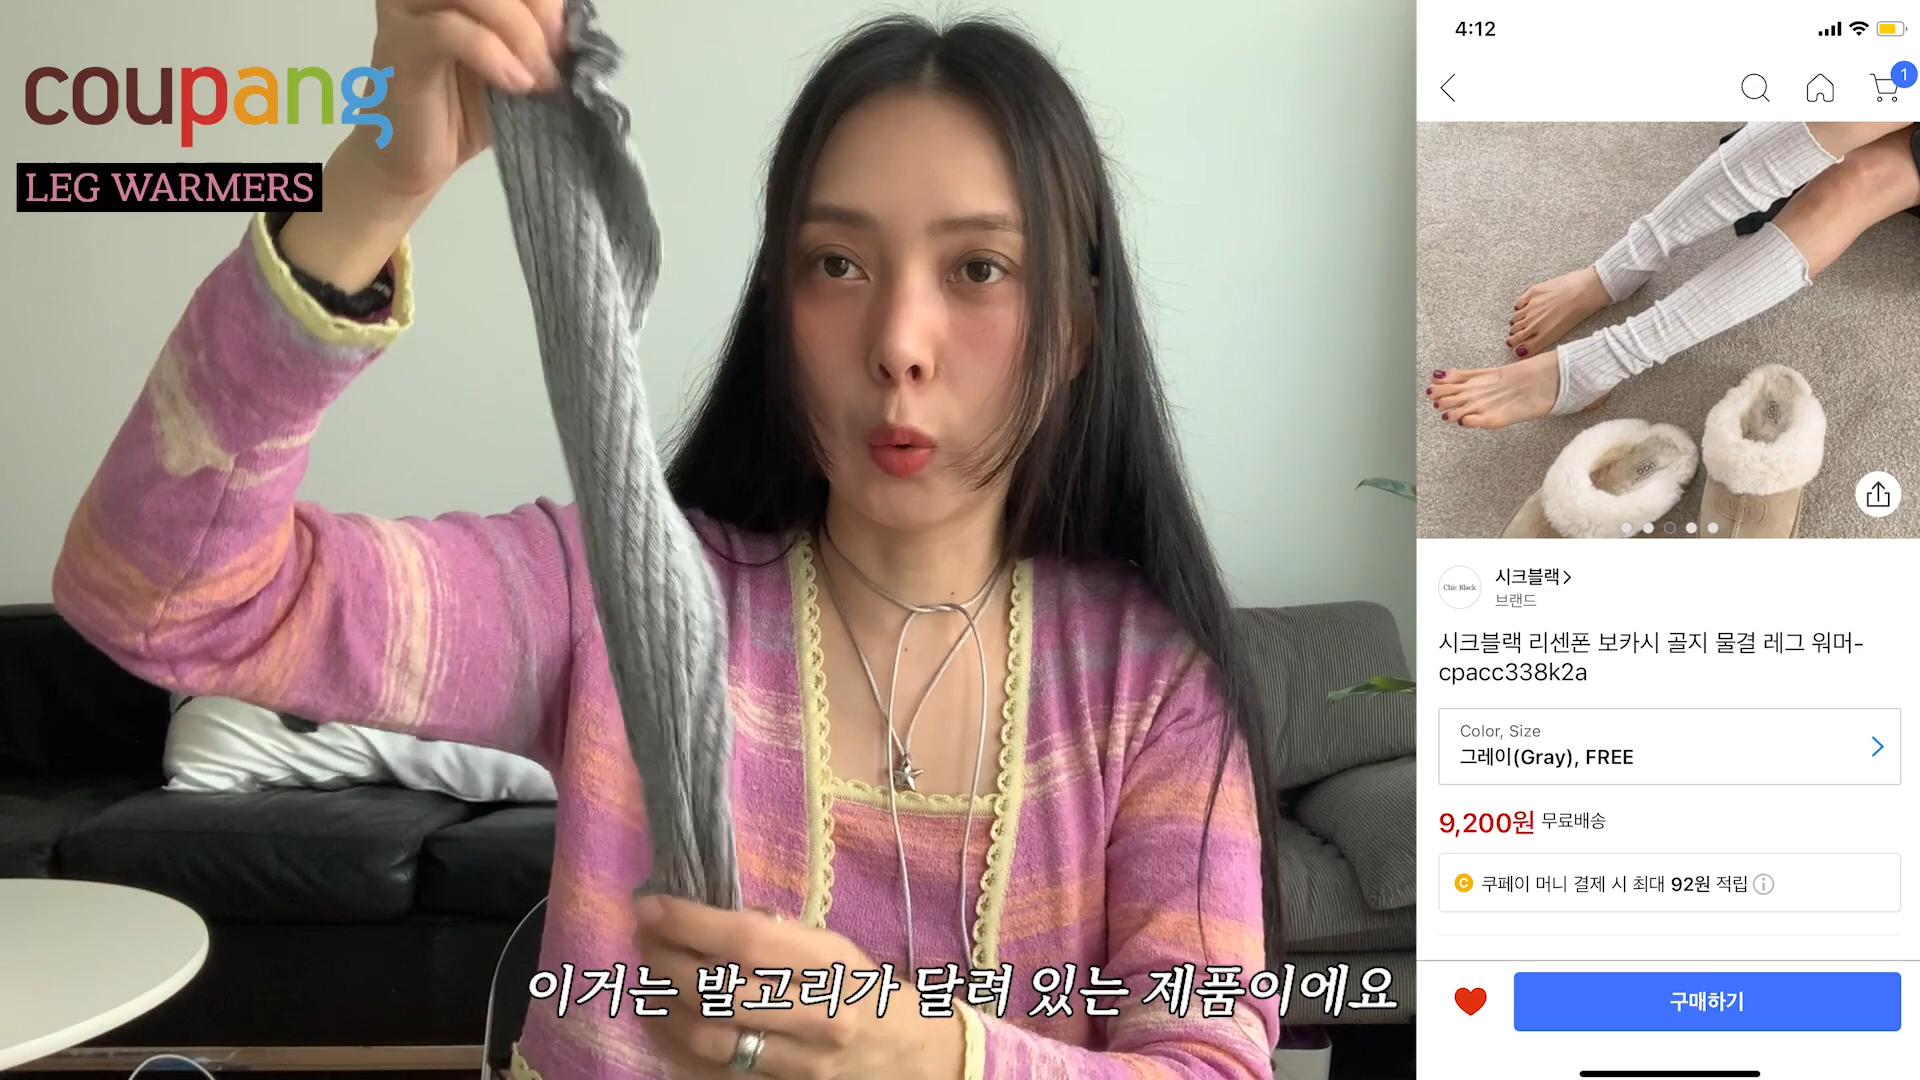 coupang
LEG WARMERS
이거는 발고리가 달려 있는 제품이에요
4:12
1
Chic Black
시크블랙
브랜드
시크블랙 리센폰 보카시 골지 물결 레그 워머-
cpacc338k2a
Color, Size
그레이(Gray), FREE
9,200원 무료배송
쿠페이 머니 결제 시 최대 92원 적립
구매하기